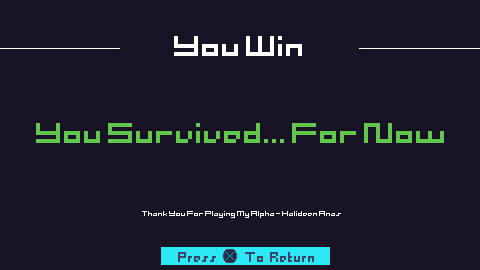 You Win
You Survived... For Now
Thank You For Playing My Alpha - Halideen Anas
Press To Return